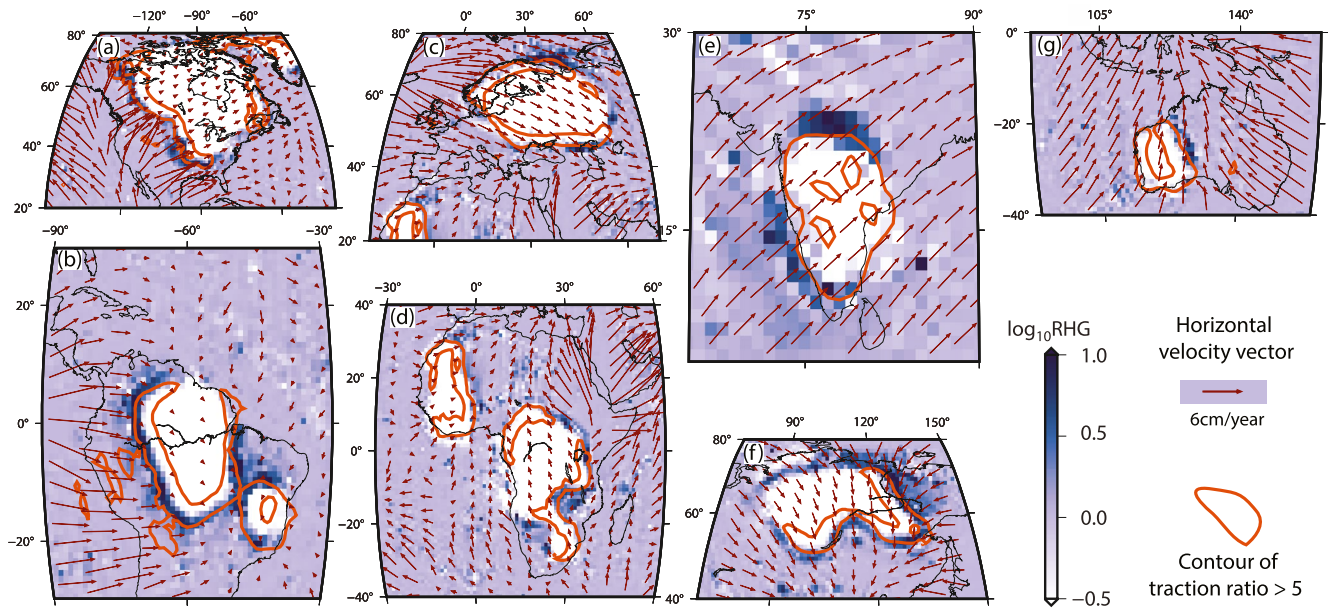 −120° −90° −60°
80°
60°
40°
20°
(a)
0° 30° 60°
80°
60°
40°
20°
(c)
75° 90°
30°
15°
(e)
75°
105° 140°
0°
−20°
−40°
(g)
105° 140°
−90° −60° −30°
20°
0°
−20°
(b)
−30° 0° 30° 60°
40°
20°
0°
−20°
−40°
(d)
90° 120° 150°
80°
60°
40°
(f)
log10RHG
1.0
0.5
0.0
−0.5
Horizontal
velocity vector
6cm/year
Contour of
traction ratio > 5